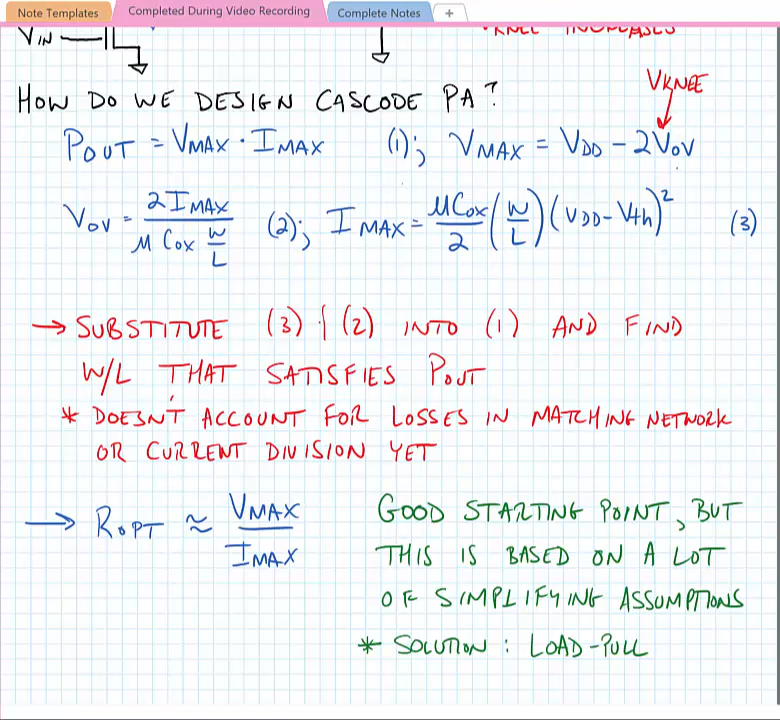 Note Templates Completed During Video Recording Complete Notes +
VIN
KNEE INCREASES
HOW DO WE DESIGN CASCODE PA?
VKNEE
POUT = VMAX · IMAX (1); VMAX = VDD - 2VOV
VOV = 2IMAX / (μ Cox W/L) (2); IMAX = μCox/2 (W/L) (VDD - Vth)² (3)
→ SUBSTITUTE (3) & (2) INTO (1) AND FIND
W/L THAT SATISFIES POUT
* DOESN'T ACCOUNT FOR LOSSES IN MATCHING NETWORK
OR CURRENT DIVISION YET
→ ROPT ≈ VMAX / IMAX
GOOD STARTING POINT, BUT
THIS IS BASED ON A LOT
OF SIMPLIFYING ASSUMPTIONS
* SOLUTION: LOAD-PULL